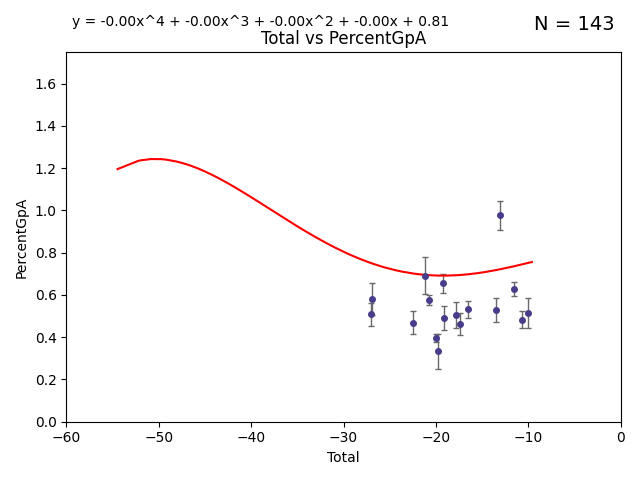 y = -0.00x^4 + -0.00x^3 + -0.00x^2 + -0.00x + 0.81
N = 143
Total vs PercentGpA
PercentGpA
1.6
1.4
1.2
1.0
0.8
0.6
0.4
0.2
0.0
−60 −50 −40 −30 −20 −10 0
Total